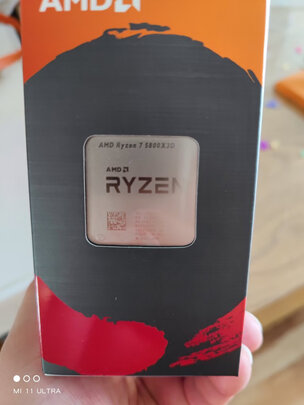 AMD
AMD Ryzen 7 5800X3D
AMD
RYZEN
MI 11 ULTRA